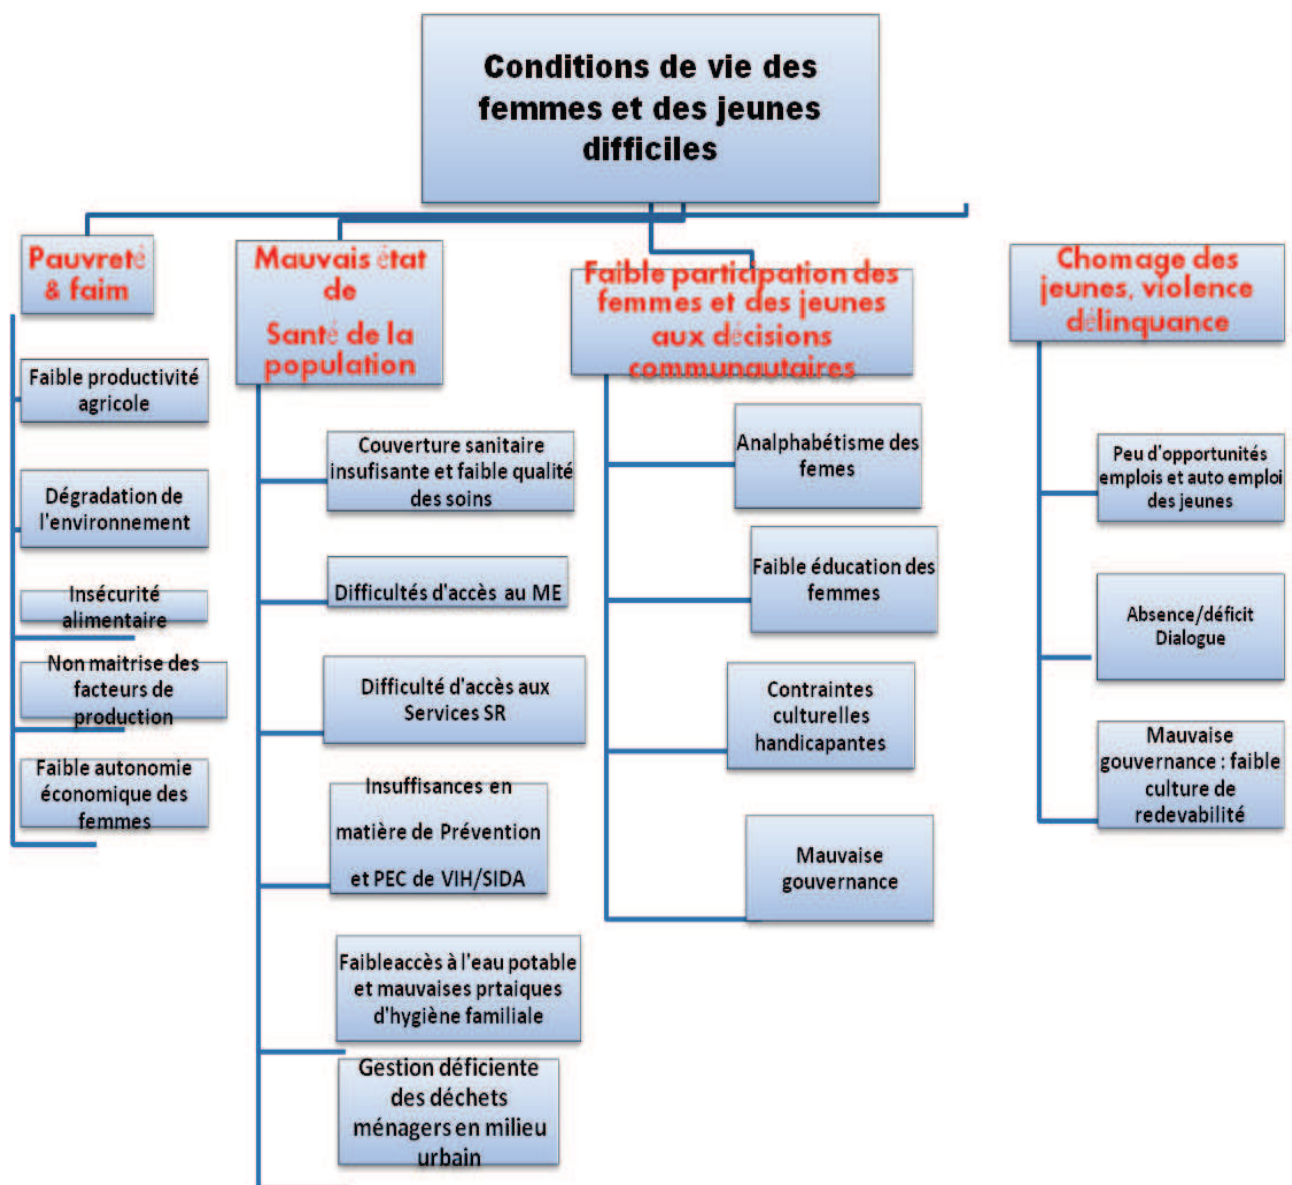 Conditions de vie des
femmes et des jeunes
difficiles
Pauvreté
& faim
Faible productivité
agricole
Dégradation de
l'environnement
Insécurité
alimentaire
Non maitrise des
facteurs de
production
Faible autonomie
économique des
femmes
Mauvais état
de
Santé de la
population
Couverture sanitaire
insufisante et faible qualité
des soins
Difficultés d'accès au ME
Difficulté d'accès aux
Services SR
Insuffisances en
matière de Prévention
et PEC de VIH/SIDA
Faibleaccès à l'eau potable
et mauvaises prtaiques
d'hygiène familiale
Gestion déficiente
des déchets
ménagers en milieu
urbain
Faible participation des
femmes et des jeunes
aux décisions
communautaires
Analphabétisme des
femes
Faible éducation des
femmes
Contraintes
culturelles
handicapantes
Mauvaise
gouvernance
Chomage des
jeunes, violence
délinquance
Peu d'opportunités
emplois et auto emploi
des jeunes
Absence/déficit
Dialogue
Mauvaise
gouvernance : faible
culture de
redevabilité